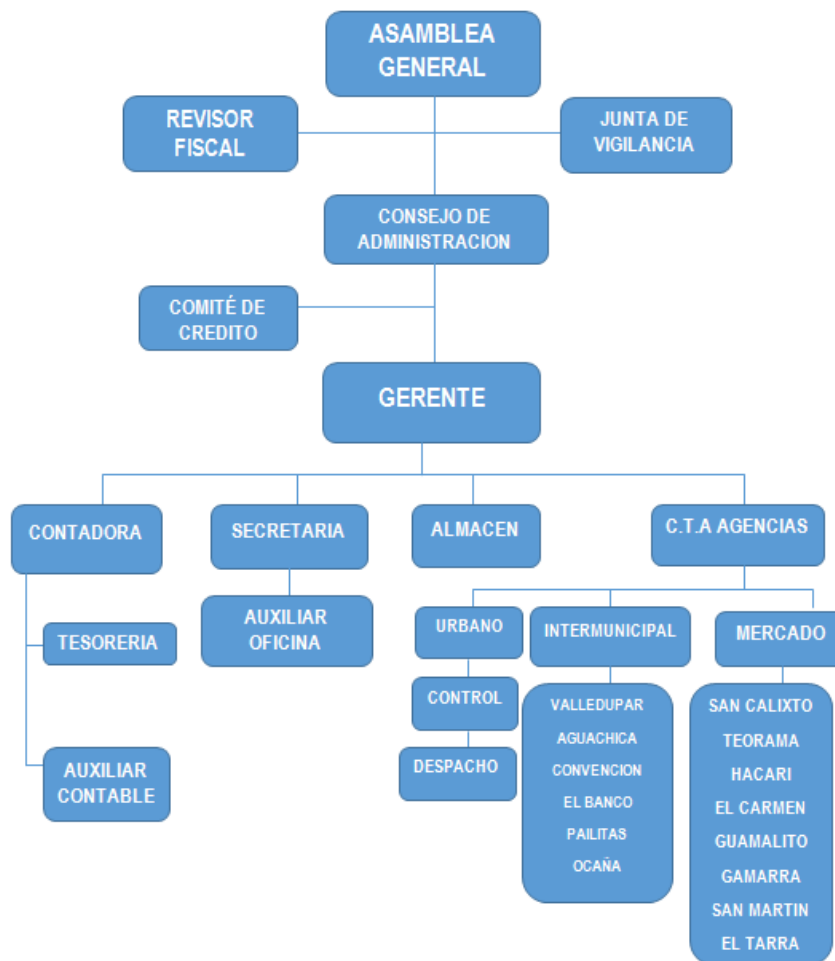 ASAMBLEA
GENERAL
REVISOR
FISCAL
JUNTA DE
VIGILANCIA
CONSEJO DE
ADMINISTRACION
COMITÉ DE
CREDITO
GERENTE
CONTADORA
SECRETARIA
ALMACEN
C.T.A AGENCIAS
TESORERIA
AUXILIAR
CONTABLE
AUXILIAR
OFICINA
URBANO
CONTROL
DESPACHO
INTERMUNICIPAL
VALLEDUPAR
AGUACHICA
CONVENCION
EL BANCO
PAILITAS
OCAÑA
MERCADO
SAN CALIXTO
TEORAMA
HACARI
EL CARMEN
GUAMALITO
GAMARRA
SAN MARTIN
EL TARRA